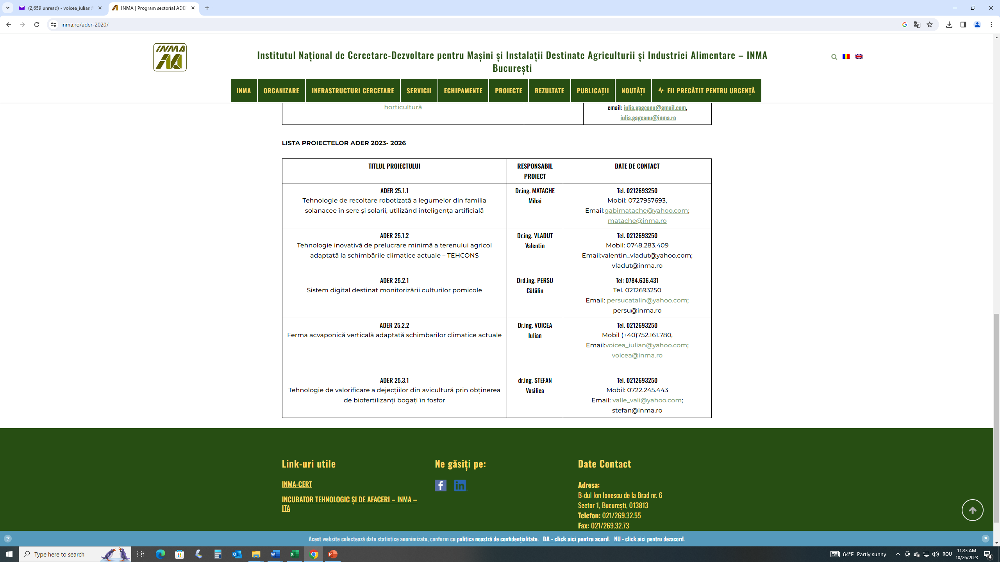 (2,659 unread) - voicea_iulian@
INMA | Program sectorial ADE
inma.ro/ader-2020/
INMA
Institutul Național de Cercetare-Dezvoltare pentru Mașini și Instalații Destinate Agriculturii și Industriei Alimentare – INMA
București
INMA
ORGANIZARE
INFRASTRUCTURI CERCETARE
SERVICII
ECHIPAMENTE
PROIECTE
REZULTATE
PUBLICAȚII
NOUTĂȚI
FII PREGĂTIT PENTRU URGENȚĂ
horticultură
email: iulia.gageanu@gmail.com,
iulia.gageanu@inma.ro
LISTA PROIECTELOR ADER 2023- 2026
TITLUL PROIECTULUI
RESPONSABIL
PROIECT
DATE DE CONTACT
ADER 25.1.1
Tehnologie de recoltare robotizată a legumelor din familia
solanacee în sere și solarii, utilizând inteligența artificială
Dr.ing. MATACHE
Mihai
Tel. 0212693250
Mobil: 0727957693,
Email:gabimatache@yahoo.com;
matache@inma.ro
ADER 25.1.2
Tehnologie inovativă de prelucrare minimă a terenului agricol
adaptată la schimbările climatice actuale – TEHCONS
Dr.ing. VLADUT
Valentin
Tel. 0212693250
Mobil: 0748.283.409
Email:valentin_vladut@yahoo.com;
vladut@inma.ro
ADER 25.2.1
Sistem digital destinat monitorizării culturilor pomicole
Drd.ing. PERSU
Cătălin
Tel: 0784.636.431
Tel. 0212693250
Email: persucatalin@yahoo.com;
persu@inma.ro
ADER 25.2.2
Ferma acvaponică verticală adaptată schimbarilor climatice actuale
Dr.ing. VOICEA
Iulian
Tel. 0212693250
Mobil (+40)752.161.780,
Email:voicea_iulian@yahoo.com;
voicea@inma.ro
ADER 25.3.1
Tehnologie de valorificare a dejecțiilor din avicultură prin obținerea
de biofertilizanți bogați în fosfor
dr.ing. STEFAN
Vasilica
Tel. 0212693250
Mobil: 0722.245.443
Email: valle_vali@yahoo.com;
stefan@inma.ro
Link-uri utile
INMA-CERT
INCUBATOR TEHNOLOGIC ȘI DE AFACERI – INMA –
ITA
Ne găsiți pe:
Date Contact
Adresa:
B-dul Ion Ionescu de la Brad nr. 6
Sector 1, București, 013813
Telefon: 021/269.32.55
Fax: 021/269.32.73
Acest website colectează date statistice anonimizate, conform cu politica noastră de confidențialitate. DA - click aici pentru acord. NU - click aici pentru dezacord.
Type here to search
84°F Partly sunny
ROU
11:33 AM
10/26/2023
4